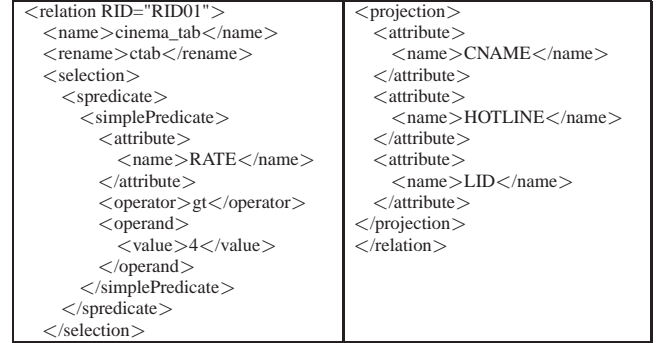 <relation RID="RID01">
<name>cinema_tab</name>
<rename>ctab</rename>
<selection>
<spredicate>
<simplePredicate>
<attribute>
<name>RATE</name>
</attribute>
<operator>gt</operator>
<operand>
<value>4</value>
</operand>
</simplePredicate>
</spredicate>
</selection>
<projection>
<attribute>
<name>CNAME</name>
</attribute>
<attribute>
<name>HOTLINE</name>
</attribute>
<attribute>
<name>LID</name>
</attribute>
</projection>
</relation>